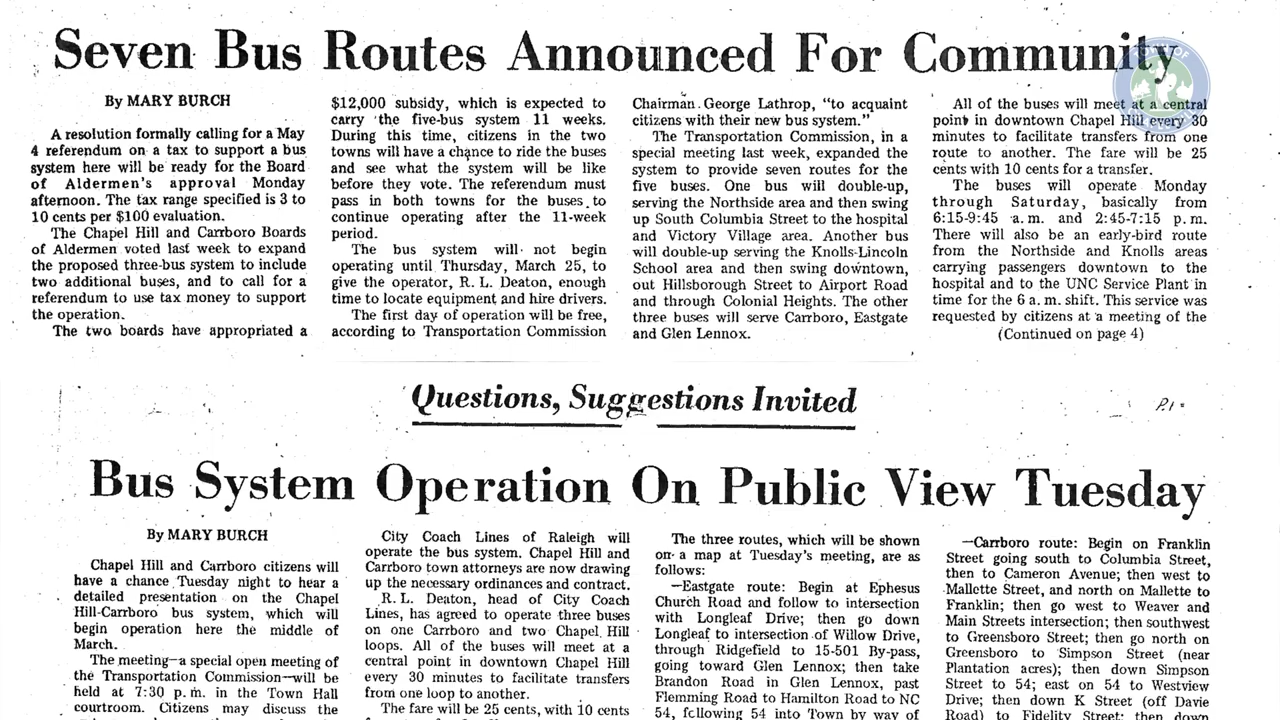 Seven Bus Routes Announced For Community
By MARY BURCH
A resolution formally calling for a May
4 referendum on a tax to support a bus
system here will be ready for the Board
of Aldermen's approval Monday
afternoon. The tax range specified is 3 to
10 cents per $100 evaluation.
The Chapel Hill and Carrboro Boards
of Aldermen voted last week to expand
the proposed three-bus system to include
two additional buses, and to call for a
referendum to use tax money to support
the operation.
The two boards have appropriated a
$12,000 subsidy, which is expected to
carry the five-bus system 11 weeks.
During this time, citizens in the two
towns will have a chance to ride the buses
and see what the system will be like
before they vote. The referendum must
pass in both towns for the buses to
continue operating after the 11-week
period.
The bus system will not begin
operating until Thursday, March 25, to
give the operator, R. L. Deaton, enough
time to locate equipment and hire drivers.
The first day of operation will be free,
according to Transportation Commission
Chairman George Lathrop, "to acquaint
citizens with their new bus system."
The Transportation Commission, in a
special meeting last week, expanded the
system to provide seven routes for the
five buses. One bus will double-up,
serving the Northside area and then swing
up South Columbia Street to the hospital
and Victory Village area. Another bus
will double-up serving the Knolls-Lincoln
School area and then swing downtown,
out Hillsborough Street to Airport Road
and through Colonial Heights. The other
three buses will serve Carrboro, Eastgate
and Glen Lennox.
All of the buses will meet at a central
point in downtown Chapel Hill every 30
minutes to facilitate transfers from one
route to another. The fare will be 25
cents with 10 cents for a transfer.
The buses will operate Monday
through Saturday, basically from
6:15-9:45 a.m. and 2:45-7:15 p.m.
There will also be an early-bird route
from the Northside and Knolls areas
carrying passengers downtown to the
hospital and to the UNC Service Plant in
time for the 6 a.m. shift. This service was
requested by citizens at a meeting of the
(Continued on page 4)
Questions, Suggestions Invited
P.1
Bus System Operation On Public View Tuesday
By MARY BURCH
Chapel Hill and Carrboro citizens will
have a chance Tuesday night to hear a
detailed presentation on the Chapel
Hill-Carrboro bus system, which will
begin operation here the middle of
March.
The meeting—a special open meeting of
the Transportation Commission—will be
held at 7:30 p.m. in the Town Hall
courtroom. Citizens may discuss the
City Coach Lines of Raleigh will
operate the bus system. Chapel Hill and
Carrboro town attorneys are now drawing
up the necessary ordinances and contract.
R. L. Deaton, head of City Coach
Lines, has agreed to operate three buses
on one Carrboro and two Chapel Hill
loops. All of the buses will meet at a
central point in downtown Chapel Hill
every 30 minutes to facilitate transfers
from one loop to another.
The fare will be 25 cents, with 10 cents
The three routes, which will be shown
on a map at Tuesday's meeting, are as
follows:
—Eastgate route: Begin at Ephesus
Church Road and follow to intersection
with Longleaf Drive; then go down
Longleaf to intersection of Willow Drive,
through Ridgefield to 15-501 By-pass,
going toward Glen Lennox; then take
Brandon Road in Glen Lennox, past
Flemming Road to Hamilton Road to NC
54, following 54 into Town by way of
—Carrboro route: Begin on Franklin
Street going south to Columbia Street,
then to Cameron Avenue; then west to
Mallette Street, and north on Mallette to
Franklin; then go west to Weaver and
Main Streets intersection; then southwest
to Greensboro Street; then go north on
Greensboro to Simpson Street (near
Plantation acres); then down Simpson
Street to 54; east on 54 to Westview
Drive; then down K Street (off Davie
Road) to Fidelity Street; then down